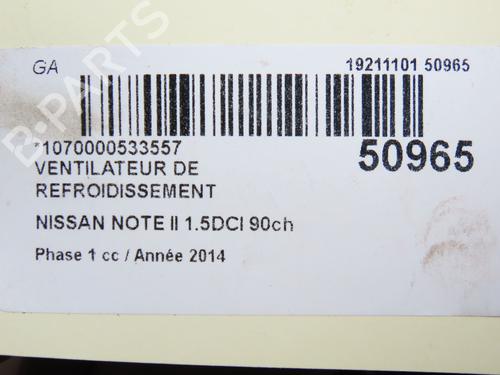 GA
19211101 50965
*1070000533557
50965
VENTILATEUR DE
REFROIDISSEMENT
NISSAN NOTE II 1.5DCI 90ch
Phase 1 cc / Année 2014
B-PARTS